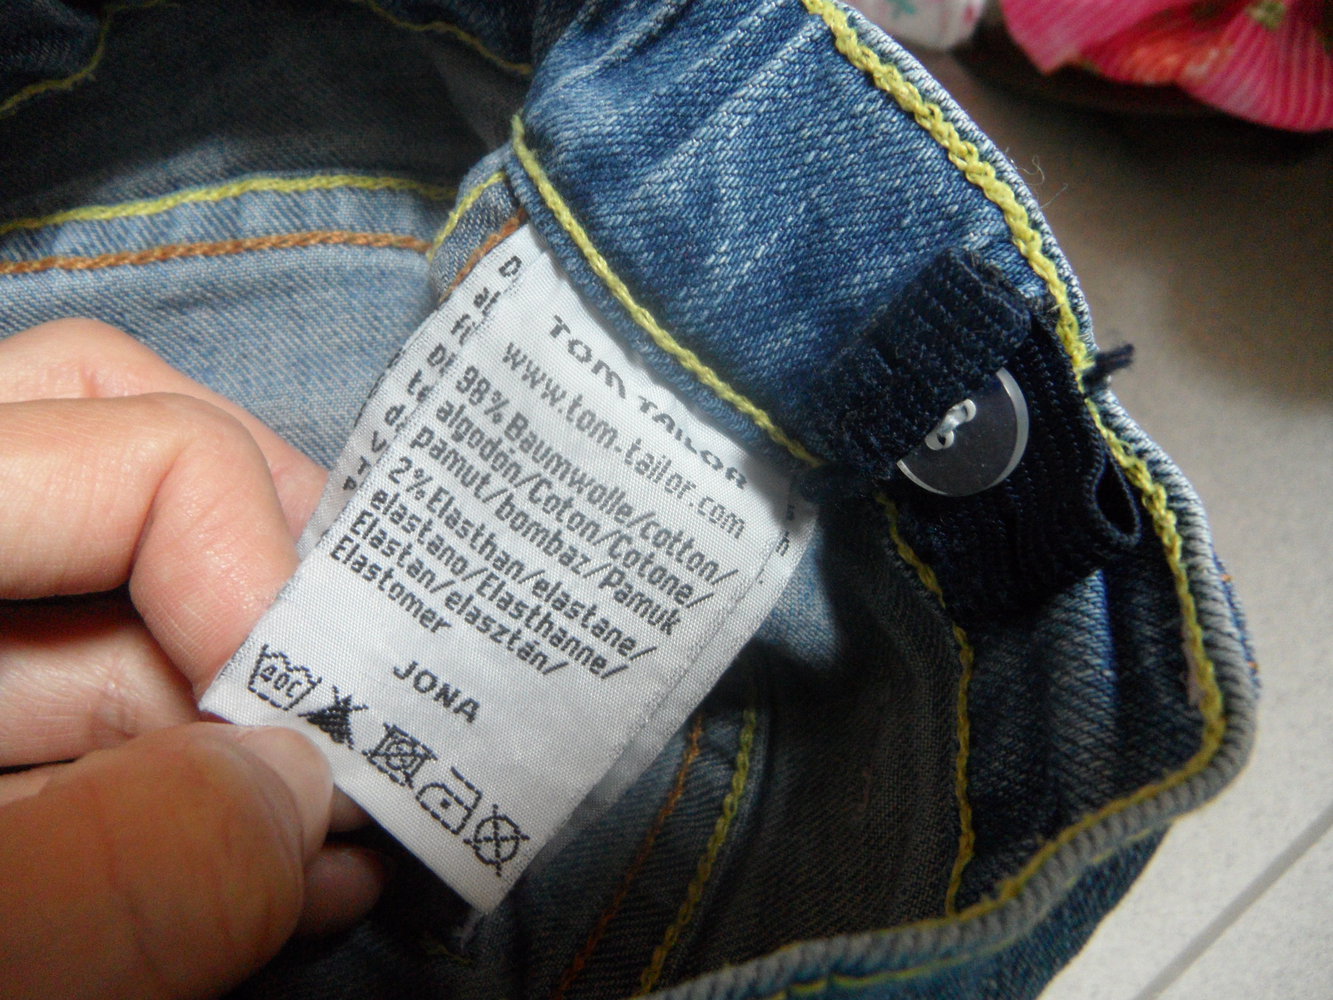 TOM TAILOR
www.tom-tailor.com
98% Baumwolle/cotton/
algodón/Coton/Cotone/
pamut/bombaz/Pamuk
2% Elasthan/elastane/
elastano/Elasthanne/
Elastan/elasztán/
Elastomer
JONA
40C